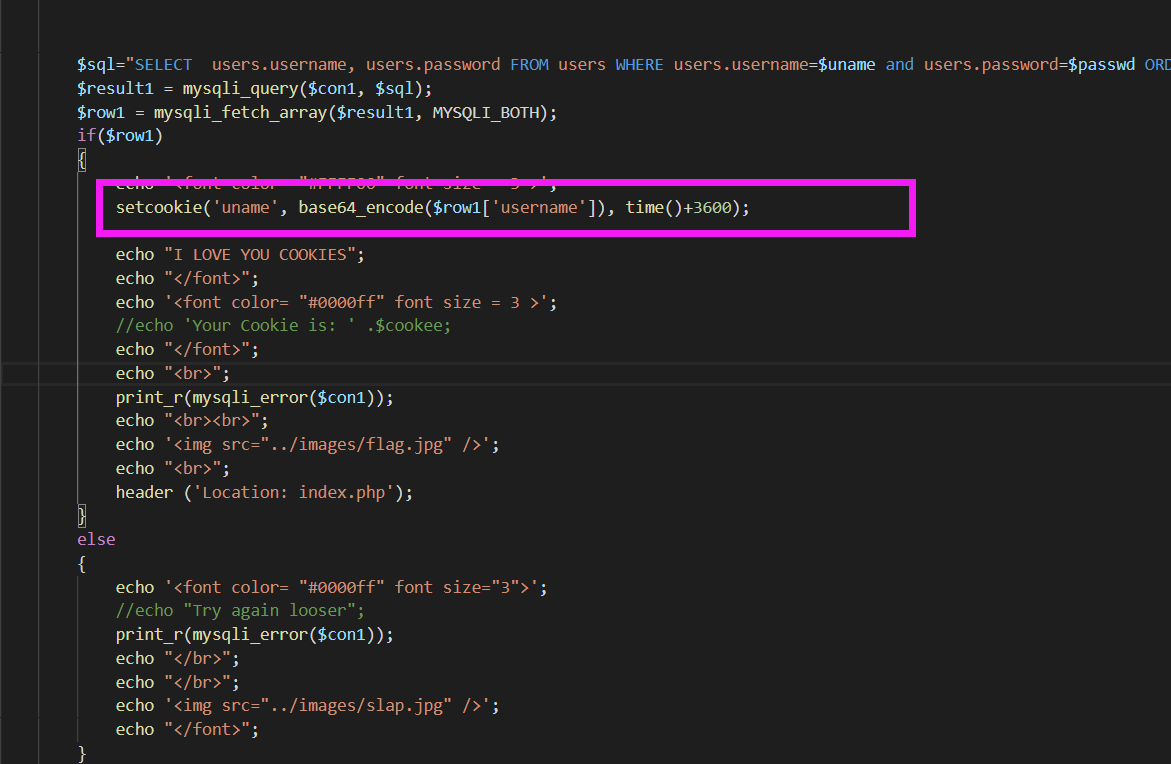 $sql="SELECT  users.username, users.password FROM users WHERE users.username=$uname and users.password=$passwd ORD
$result1 = mysqli_query($con1, $sql);
$row1 = mysqli_fetch_array($result1, MYSQLI_BOTH);
if($row1)
{
echo '<font color= "#FFFF00" font size = 3 >';
setcookie('uname', base64_encode($row1['username']), time()+3600);
echo "I LOVE YOU COOKIES";
echo "</font>";
echo '<font color= "#0000ff" font size = 3 >';
//echo 'Your Cookie is: ' .$cookee;
echo "</font>";
echo "<br>";
print_r(mysqli_error($con1));
echo "<br><br>";
echo '<img src="../images/flag.jpg" />';
echo "<br>";
header ('Location: index.php');
}
else
{
echo '<font color= "#0000ff" font size="3">';
//echo "Try again looser";
print_r(mysqli_error($con1));
echo "</br>";
echo "</br>";
echo '<img src="../images/slap.jpg" />';
echo "</font>";
}